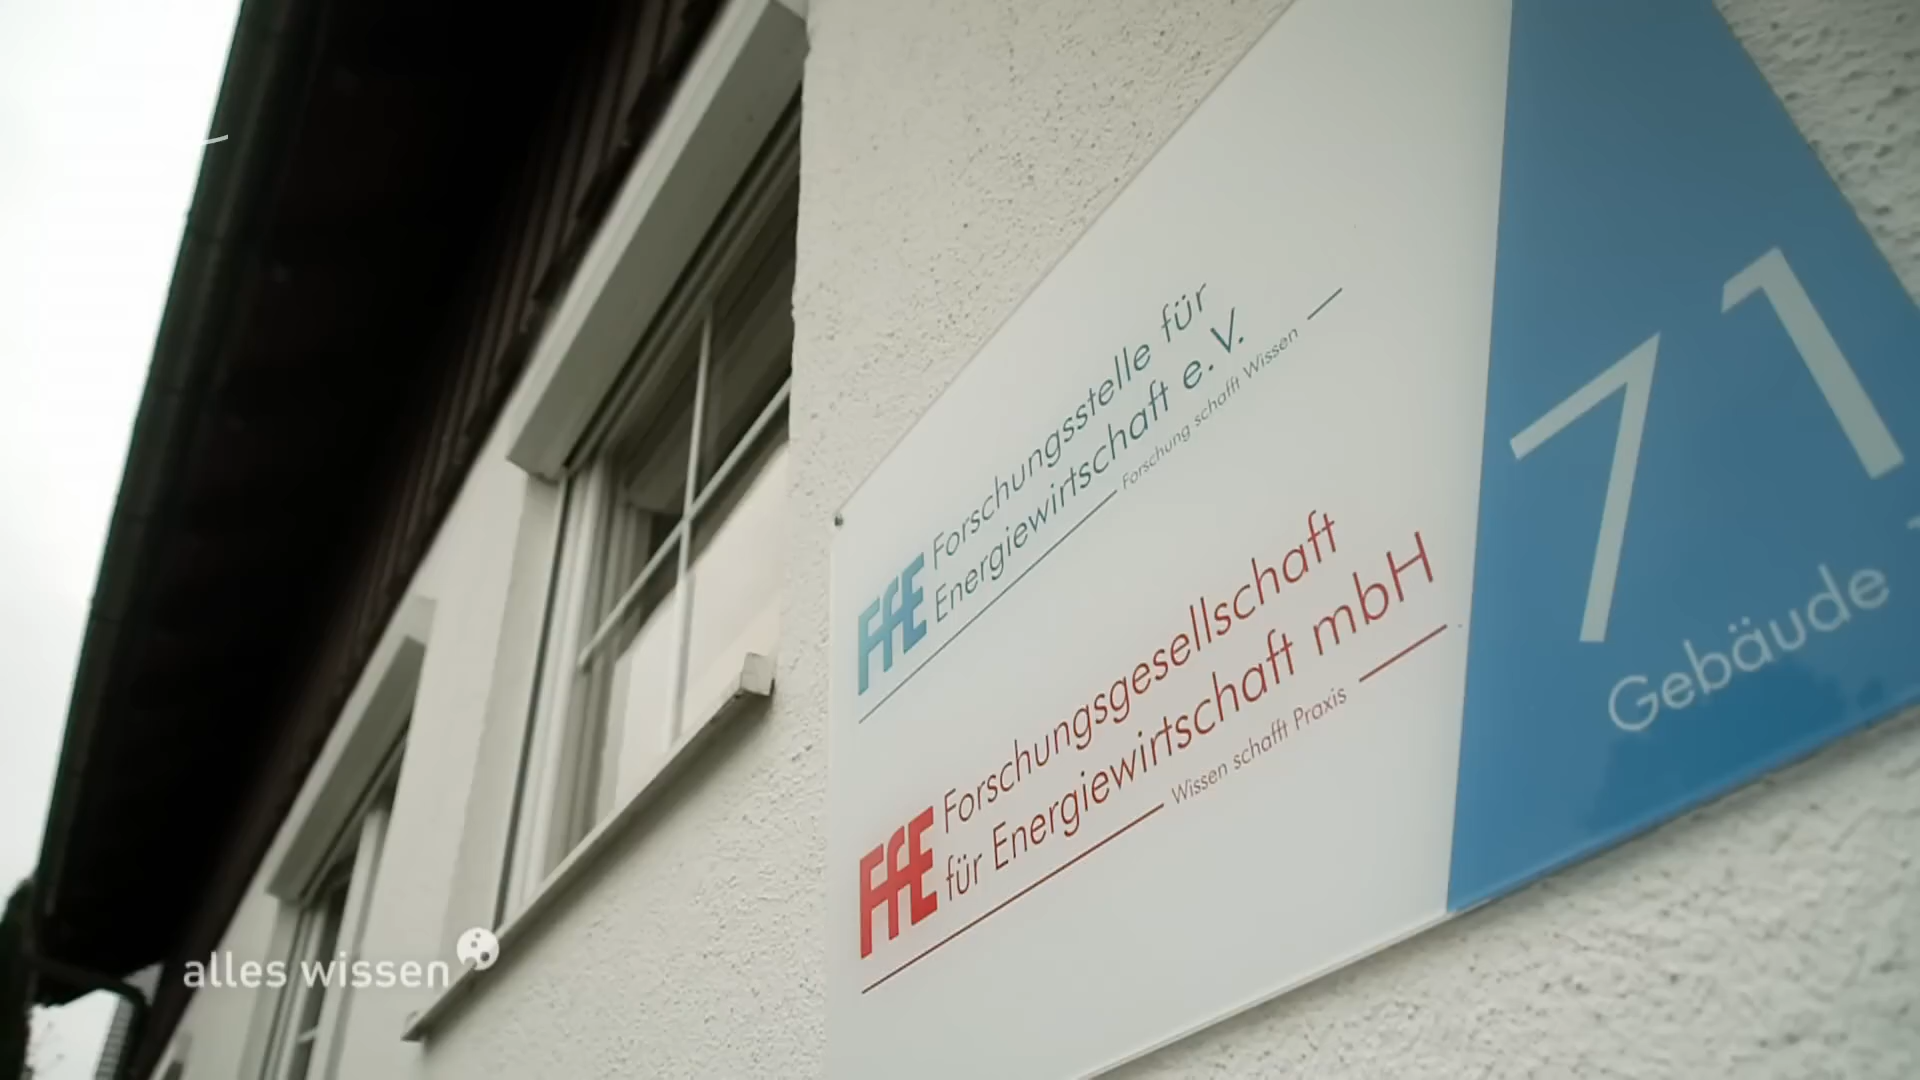 FfE Forschungsstelle für
Energiewirtschaft e. V.
Forschung schafft Wissen
FfE Forschungsgesellschaft
für Energiewirtschaft mbH
Wissen schafft Praxis
71
Gebäude
alles wissen